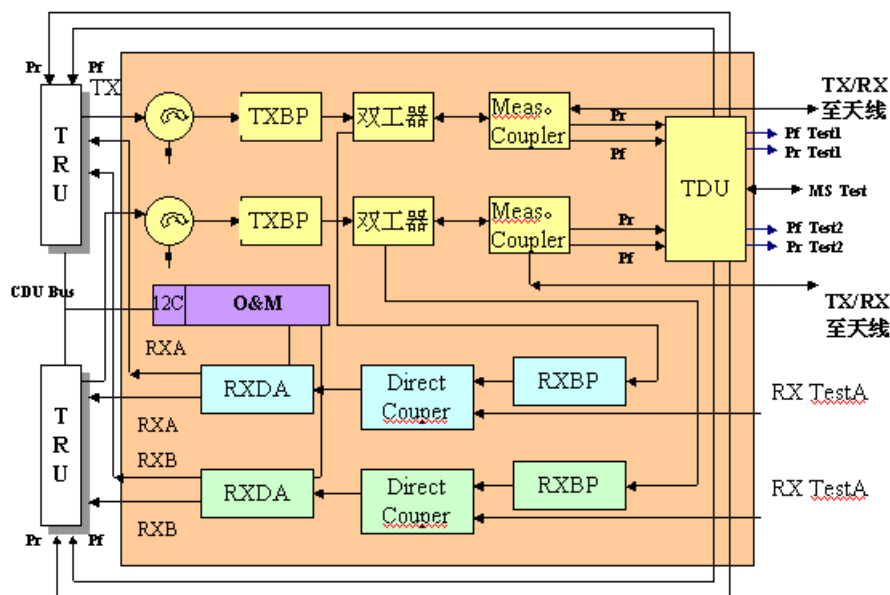 Pr
Pf
TX
TRU
TXBP
双工器
Meas。
Coupler
Pr
Pf
TX/RX
至天线
TDU
Pf Test1
Pr Test1
MS Test
Pf Test2
Pr Test2
TXBP
双工器
Meas。
Coupler
Pr
Pf
TX/RX
至天线
CDU Bus
12C
O&M
RXA
TRU
RXDA
Direct
Couper
RXBP
RX TestA
RXA
RXB
RXDA
Direct
Couper
RXBP
RX TestA
RXB
Pr
Pf